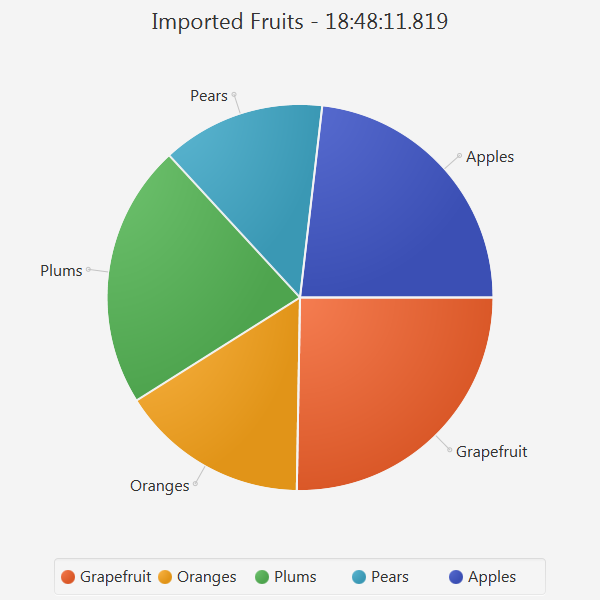 Imported Fruits - 18:48:11.819
Pears
Apples
Plums
Grapefruit
Oranges
Grapefruit Oranges Plums Pears Apples